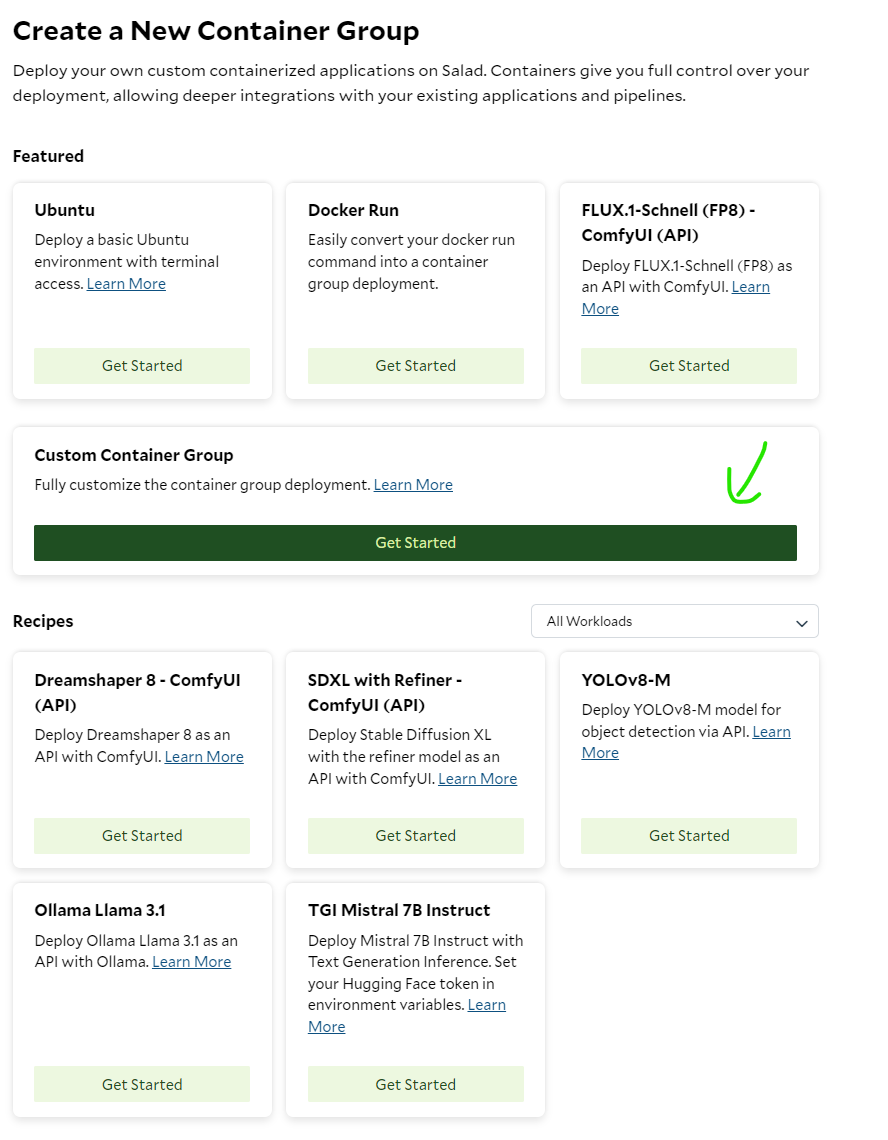 Create a New Container Group
Deploy your own custom containerized applications on Salad. Containers give you full control over your
deployment, allowing deeper integrations with your existing applications and pipelines.
Featured
Ubuntu
Deploy a basic Ubuntu
environment with terminal
access. Learn More
Get Started
Docker Run
Easily convert your docker run
command into a container
group deployment.
Get Started
FLUX.1-Schnell (FP8) -
ComfyUI (API)
Deploy FLUX.1-Schnell (FP8) as
an API with ComfyUI. Learn
More
Get Started
Custom Container Group
Fully customize the container group deployment. Learn More
Get Started
Recipes
All Workloads
Dreamshaper 8 - ComfyUI
(API)
Deploy Dreamshaper 8 as an
API with ComfyUI. Learn More
Get Started
SDXL with Refiner -
ComfyUI (API)
Deploy Stable Diffusion XL
with the refiner model as an
API with ComfyUI. Learn More
Get Started
YOLOv8-M
Deploy YOLOv8-M model for
object detection via API. Learn
More
Get Started
Ollama Llama 3.1
Deploy Ollama Llama 3.1 as an
API with Ollama. Learn More
Get Started
TGI Mistral 7B Instruct
Deploy Mistral 7B Instruct with
Text Generation Inference. Set
your Hugging Face token in
environment variables. Learn
More
Get Started